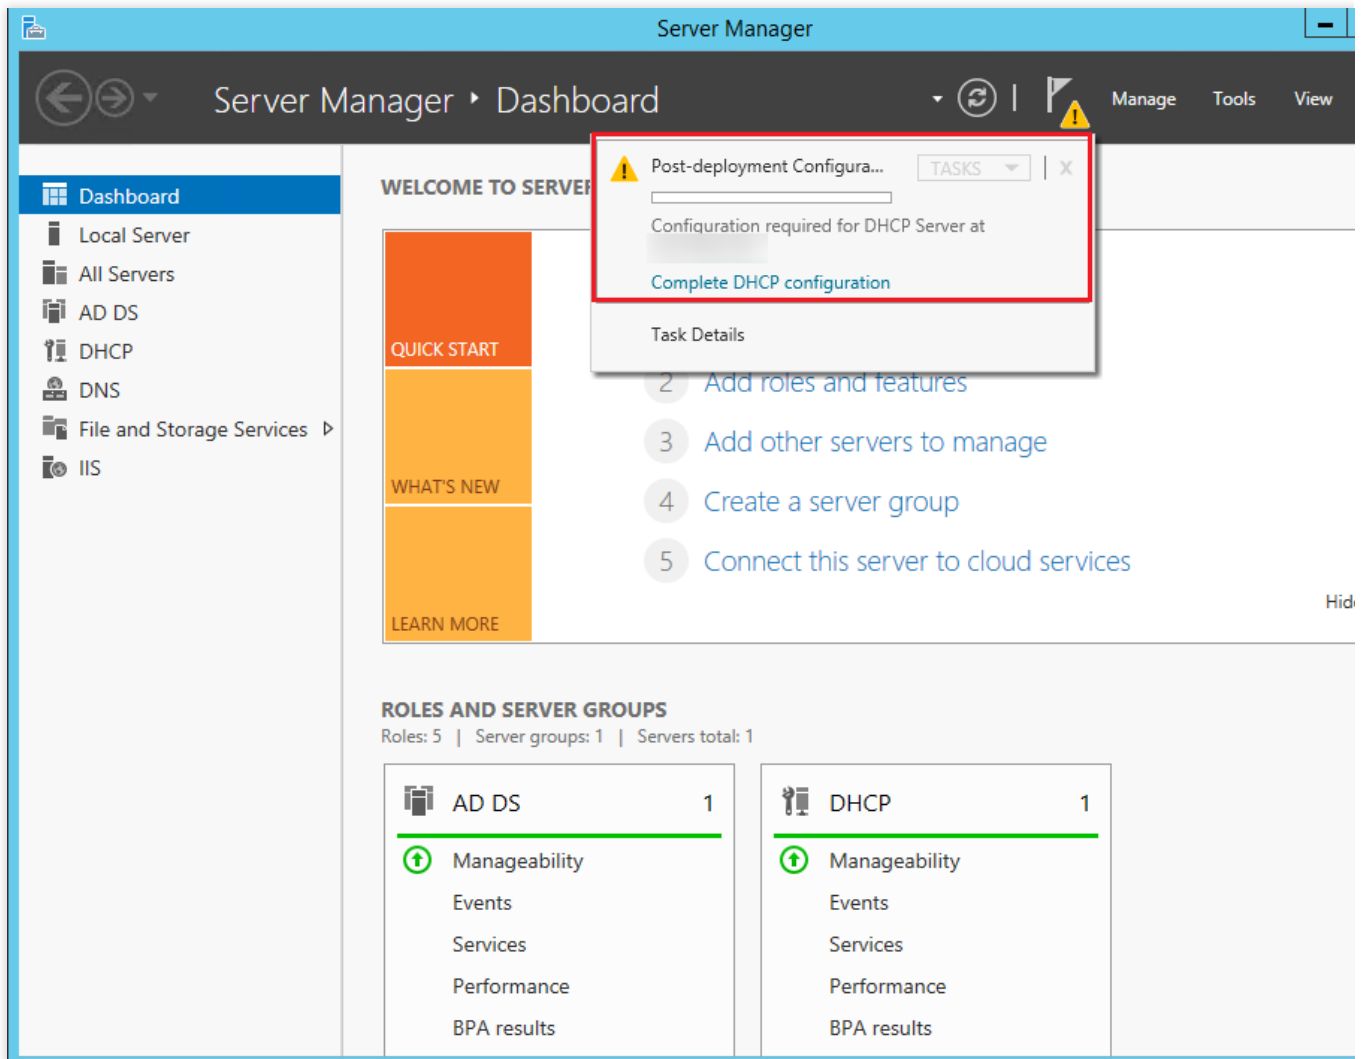 Server Manager
Server Manager • Dashboard
Manage Tools View
Dashboard
Local Server
All Servers
AD DS
DHCP
DNS
File and Storage Services
IIS
WELCOME TO SERVER
Post-deployment Configura... TASKS X
Configuration required for DHCP Server at
Complete DHCP configuration
Task Details
QUICK START
WHAT'S NEW
LEARN MORE
2 Add roles and features
3 Add other servers to manage
4 Create a server group
5 Connect this server to cloud services
Hide
ROLES AND SERVER GROUPS
Roles: 5 | Server groups: 1 | Servers total: 1
AD DS 1
Manageability
Events
Services
Performance
BPA results
DHCP 1
Manageability
Events
Services
Performance
BPA results